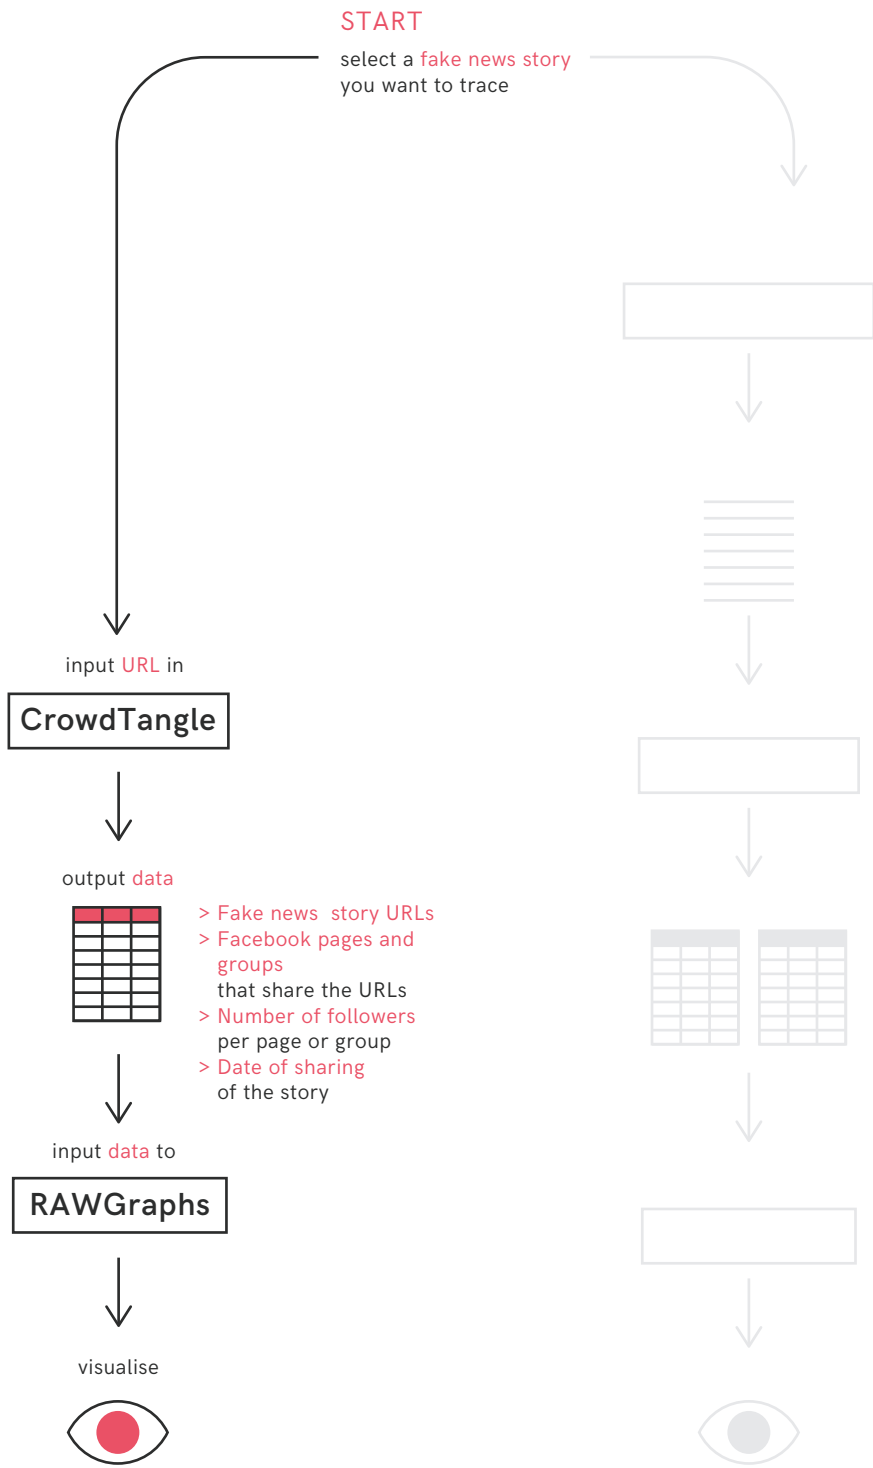 START
select a fake news story
you want to trace
input URL in
CrowdTangle
output data
> Fake news story URLs
> Facebook pages and
groups
that share the URLs
> Number of followers
per page or group
> Date of sharing
of the story
input data to
RAWGraphs
visualise